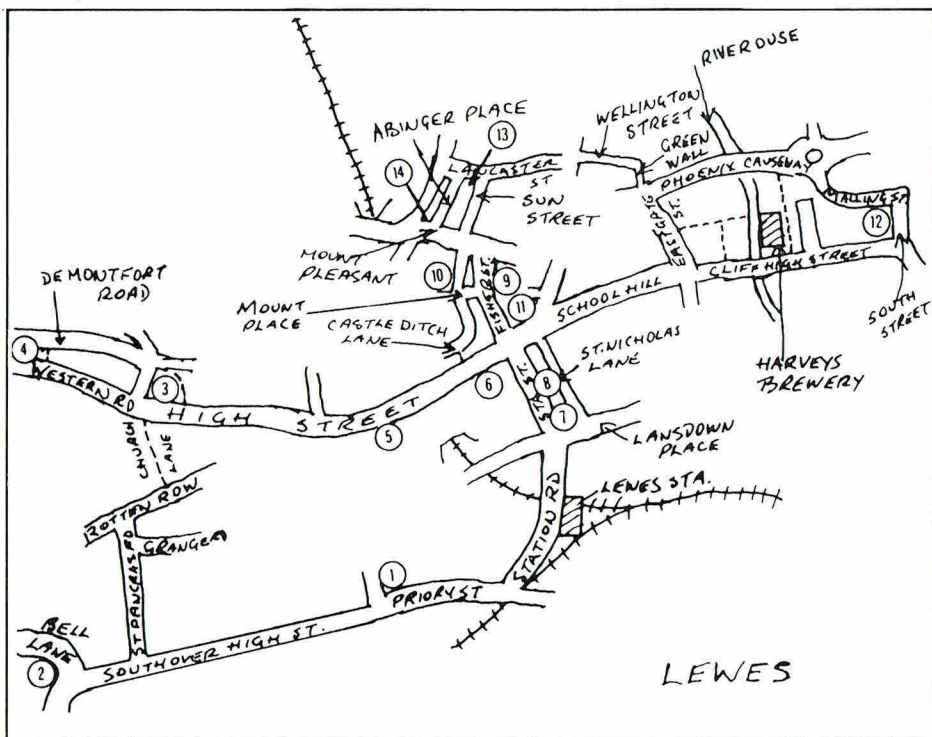 RIVER OUSE
ABINGER PLACE
13
WELLINGTON
STREET
GREEN
WALL
14
LANCASTER
ST
PHOENIX CAUSEWAY
SUN
STREET
MALLING ST
12
MOUNT
PLEASANT
EASTGATE
ST.
DE MONTFORT
ROAD
10
9
FISHER ST.
CLIFF HIGH STREET
MOUNT
PLACE
11
SCHOOL HILL
SOUTH
STREET
CASTLE DITCH
LANE
4
ST. NICHOLAS
LANE
HARVEYS
BREWERY
WESTERN RD
3
6
STA. ST.
8
HIGH STREET
5
7
LANSDOWN
PLACE
CHURCH
LANE
LEWES STA.
ROTTEN ROW
STATION RD
GRANGE RD
ST PANCRAS RD
1
PRIORY ST
BELL
LANE
SOUTHOVER HIGH ST.
2
LEWES